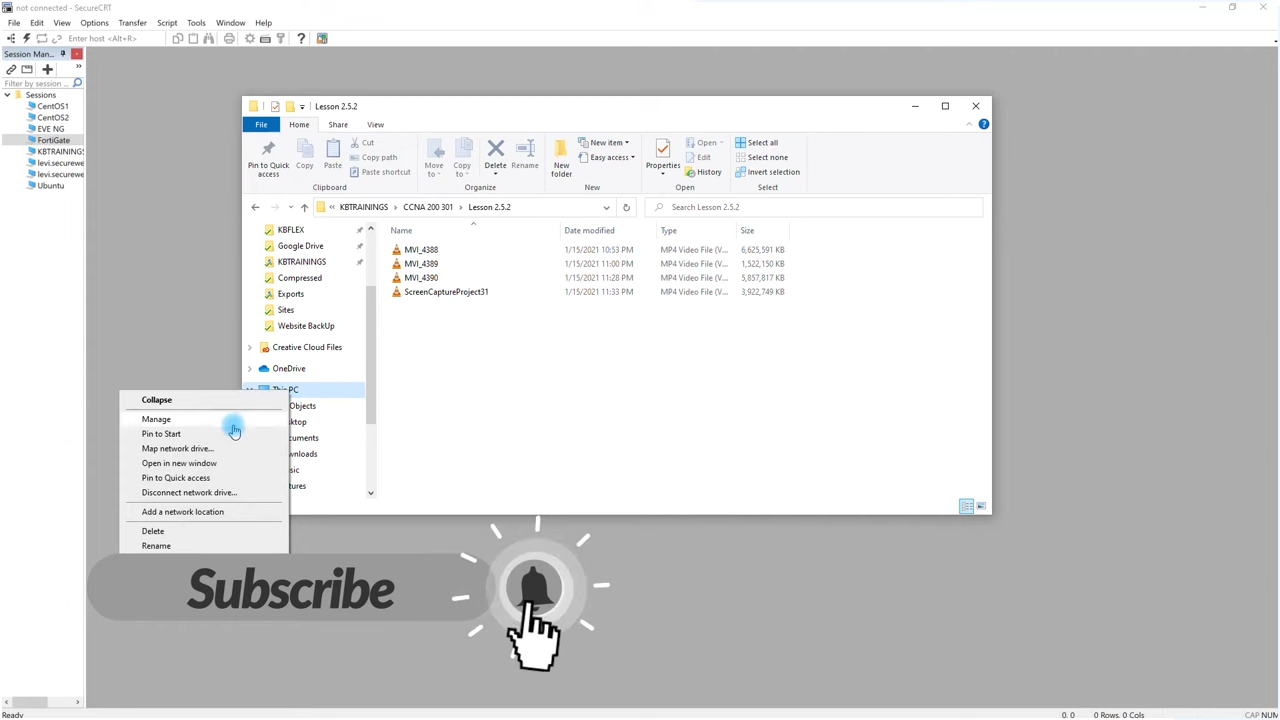 not connected - SecureCRT
File Edit View Options Transfer Script Tools Window Help
Enter host <Alt+R>
Session Man...
Filter by session ...
Sessions
CentOS1
CentOS2
EVE NG
FortiGate
KBTRAININGS
levi.securewe
levi.securewe
Ubuntu
Lesson 2.5.2
File Home Share View
Pin to Quick access
Copy
Paste
Cut
Copy path
Paste shortcut
Clipboard
Move to
Copy to
Delete
Rename
Organize
New folder
New item
Easy access
New
Properties
Open
Edit
History
Open
Select all
Select none
Invert selection
Select
« KBTRAININGS > CCNA 200 301 > Lesson 2.5.2
Search Lesson 2.5.2
Name Date modified Type Size
MVI_4388 1/15/2021 10:53 PM MP4 Video File (V... 6,625,591 KB
MVI_4389 1/15/2021 11:00 PM MP4 Video File (V... 1,522,150 KB
MVI_4390 1/15/2021 11:28 PM MP4 Video File (V... 5,857,817 KB
ScreenCaptureProject31 1/15/2021 11:33 PM MP4 Video File (V... 3,922,749 KB
KBFLEX
Google Drive
KBTRAININGS
Compressed
Exports
Sites
Website BackUp
Creative Cloud Files
OneDrive
This PC
Objects
sktop
cuments
wnloads
sic
tures
Collapse
Manage
Pin to Start
Map network drive...
Open in new window
Pin to Quick access
Disconnect network drive...
Add a network location
Delete
Rename
Subscribe
Ready
0, 0 0 Rows, 0 Cols CAP NUM